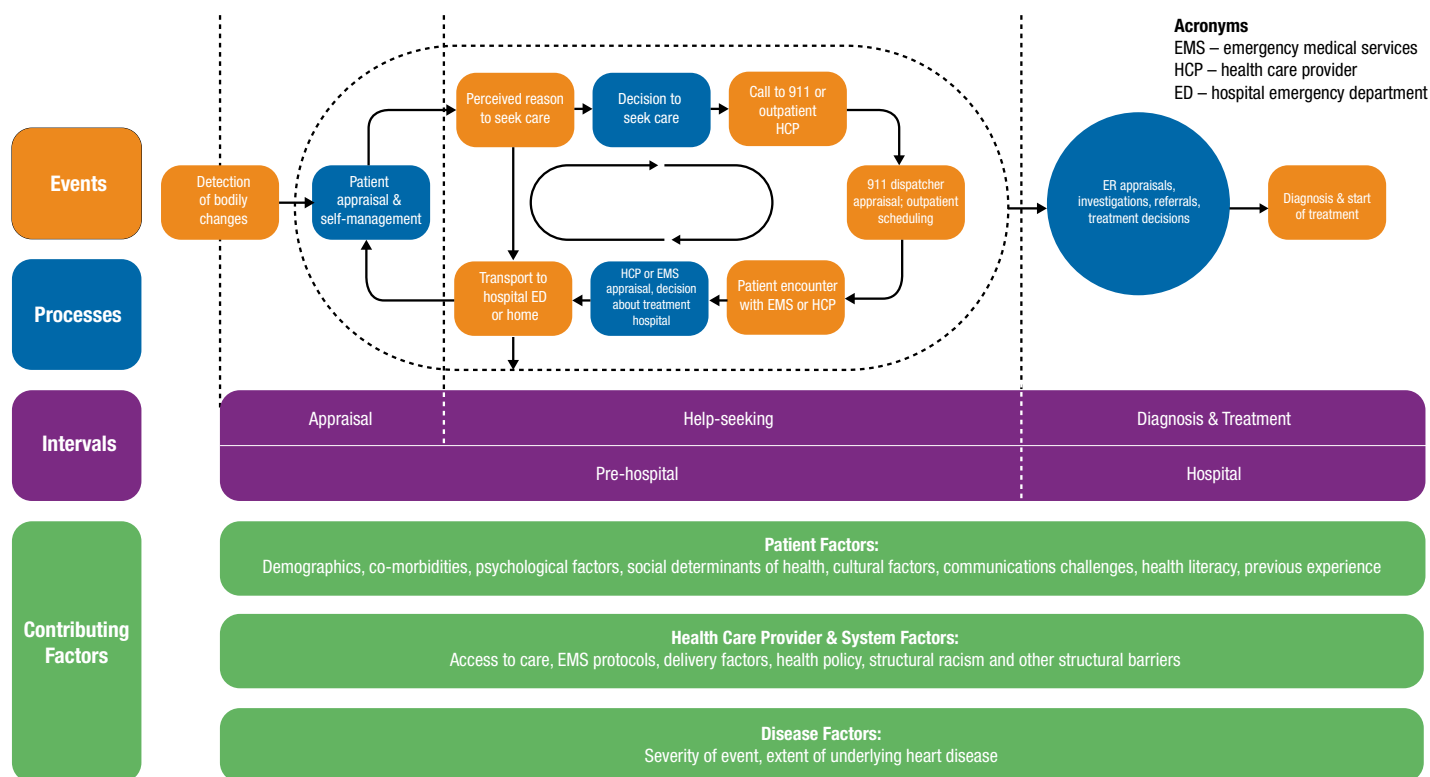 Acronyms
EMS – emergency medical services
HCP – health care provider
ED – hospital emergency department
Events
Processes
Intervals
Contributing
Factors
Detection
of bodily
changes
Patient
appraisal &
self-management
Perceived reason
to seek care
Decision to
seek care
Call to 911 or
outpatient
HCP
911 dispatcher
appraisal; outpatient
scheduling
Patient encounter
with EMS or HCP
HCP or EMS
appraisal, decision
about treatment
hospital
Transport to
hospital ED
or home
ER appraisals,
investigations, referrals,
treatment decisions
Diagnosis & start
of treatment
Appraisal
Help-seeking
Diagnosis & Treatment
Pre-hospital
Hospital
Patient Factors:
Demographics, co-morbidities, psychological factors, social determinants of health, cultural factors, communications challenges, health literacy, previous experience
Health Care Provider & System Factors:
Access to care, EMS protocols, delivery factors, health policy, structural racism and other structural barriers
Disease Factors:
Severity of event, extent of underlying heart disease